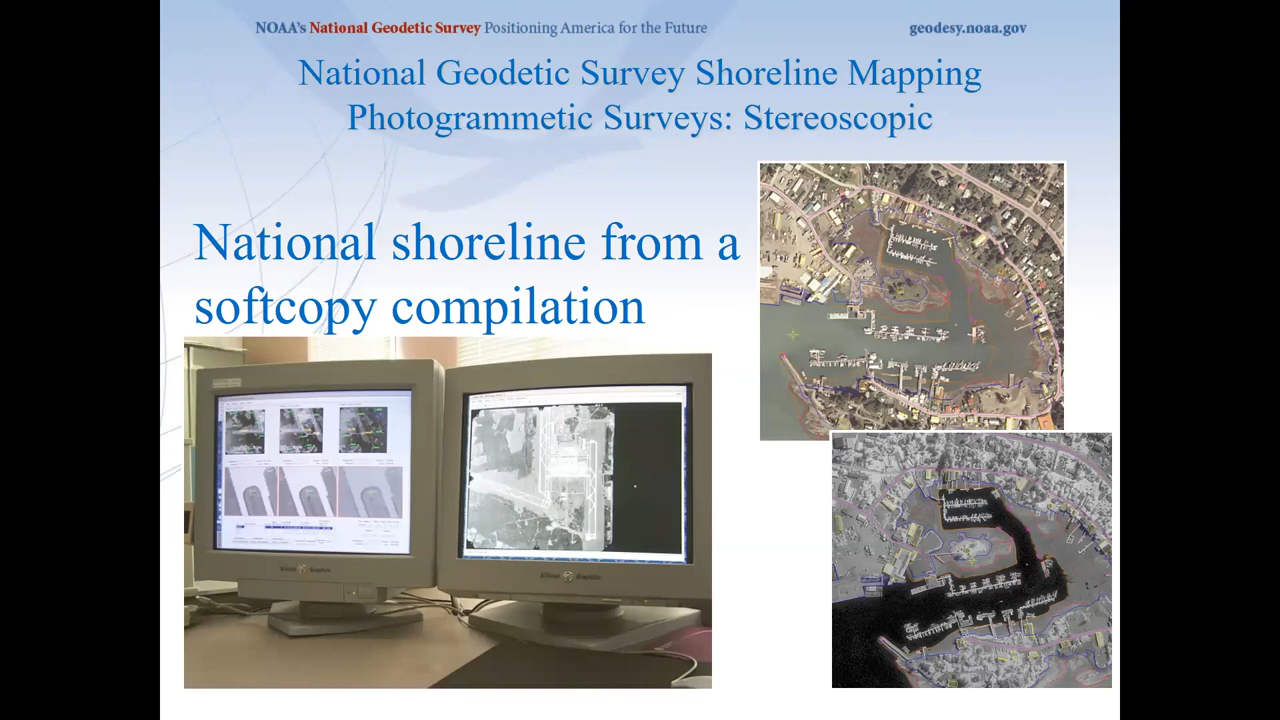 NOAA's National Geodetic Survey Positioning America for the Future
geodesy.noaa.gov
National Geodetic Survey Shoreline Mapping
Photogrammetic Surveys: Stereoscopic
National shoreline from a
softcopy compilation